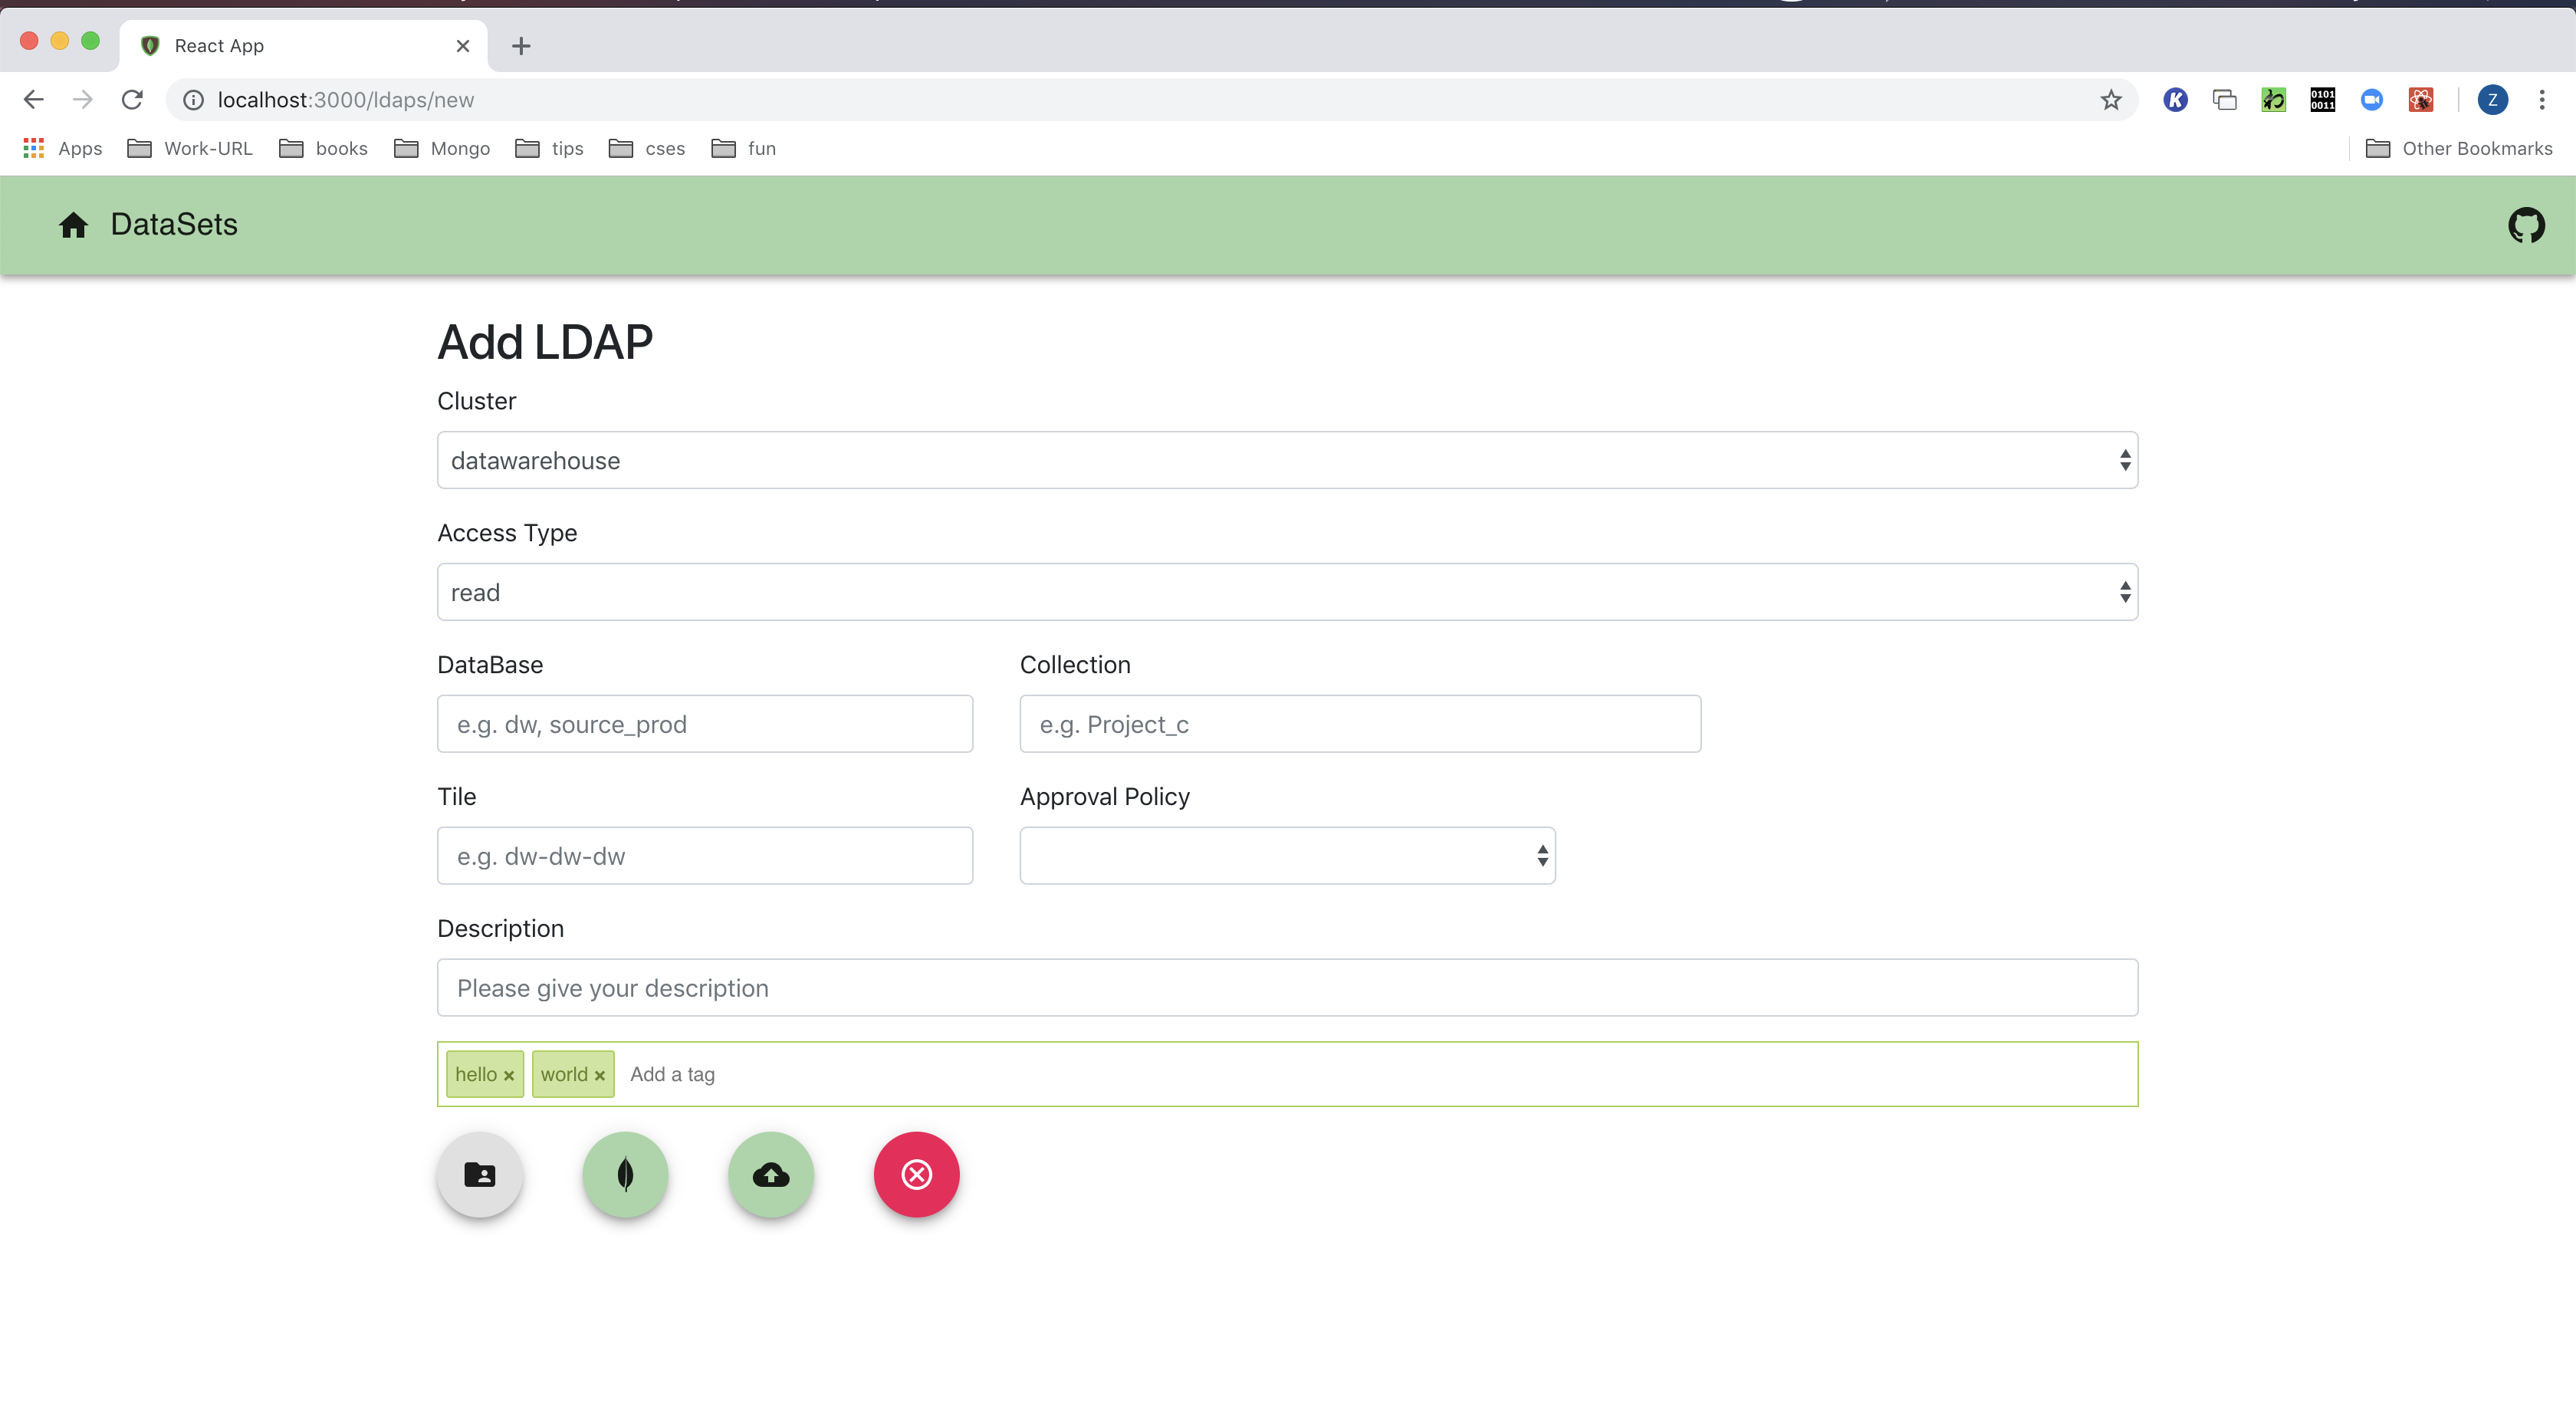 React App
localhost:3000/ldaps/new
K
0101
0011
Z
Apps Work-URL books Mongo tips cses fun Other Bookmarks
DataSets
Add LDAP
Cluster
datawarehouse
Access Type
read
DataBase Collection
e.g. dw, source_prod e.g. Project_c
Tile Approval Policy
e.g. dw-dw-dw
Description
Please give your description
hello × world × Add a tag